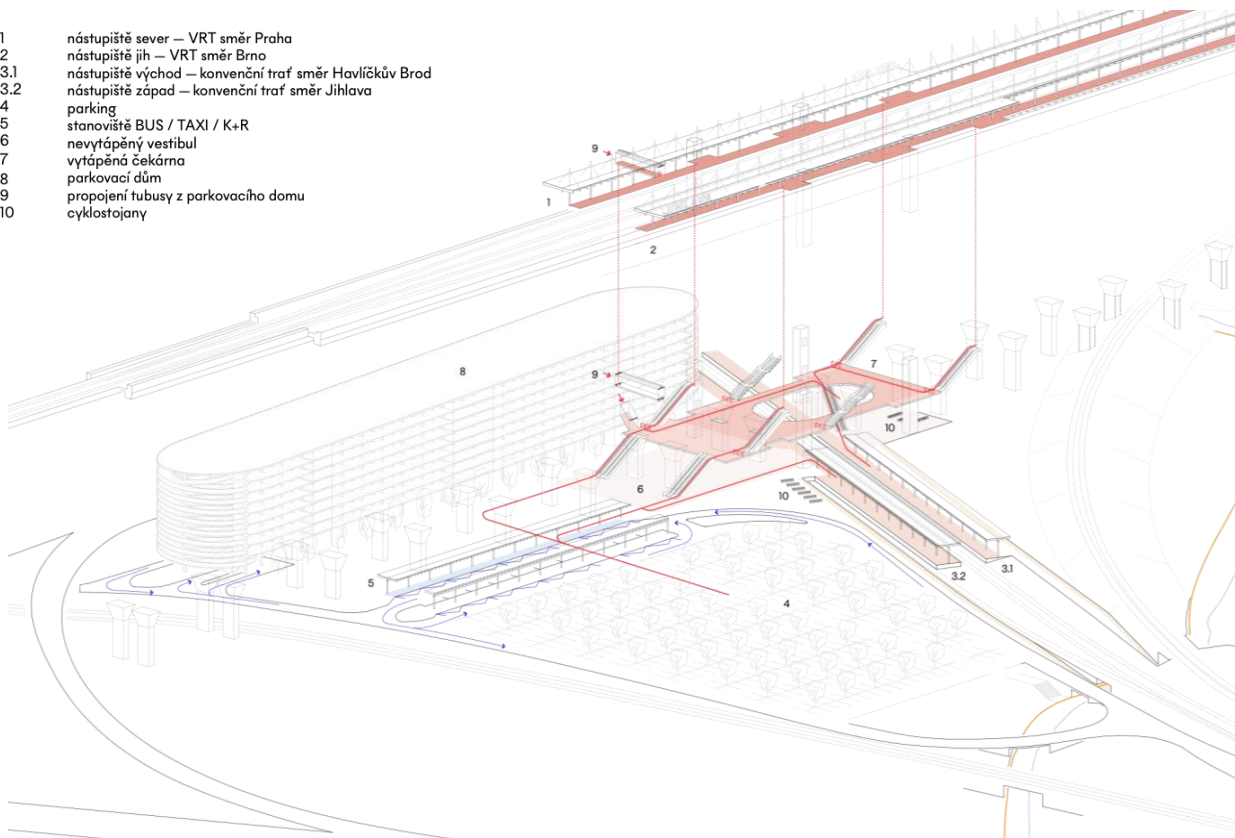 1 nástupiště sever — VRT směr Praha
2 nástupiště jih — VRT směr Brno
3.1 nástupiště východ — konvenční trať směr Havlíčkův Brod
3.2 nástupiště západ — konvenční trať směr Jihlava
4 parking
5 stanoviště BUS / TAXI / K+R
6 nevytápěný vestibul
7 vytápěná čekárna
8 parkovací dům
9 propojení tubusy z parkovacího domu
10 cyklostojany
9
1
2
8
9
7
10
6
10
5
3.2
3.1
4